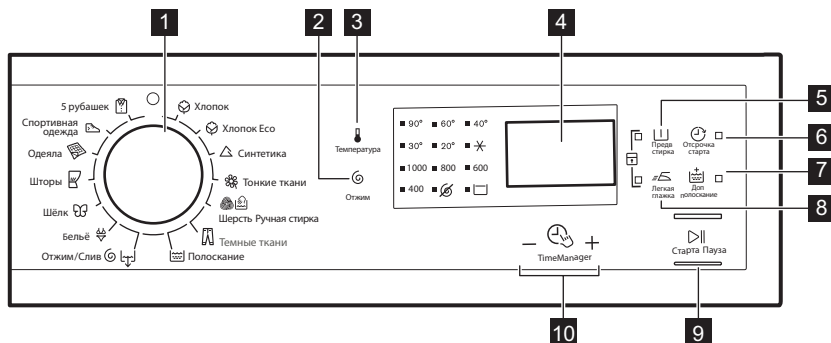 1
2
3
4
5
6
7
8
9
10
5 рубашек
Спортивная
одежда
Одеяла
Шторы
Шёлк
Бельё
Отжим/Слив
Хлопок
Хлопок Eco
Синтетика
Тонкие ткани
Шерсть Ручная стирка
Темные ткани
Полоскание
Температура
Отжим
90° 60° 40°
30° 20°
1000 800 600
400
Предв
стирка
Отсрочка
старта
Легкая
глажка
Доп
полоскание
TimeManager
Старта Пауза